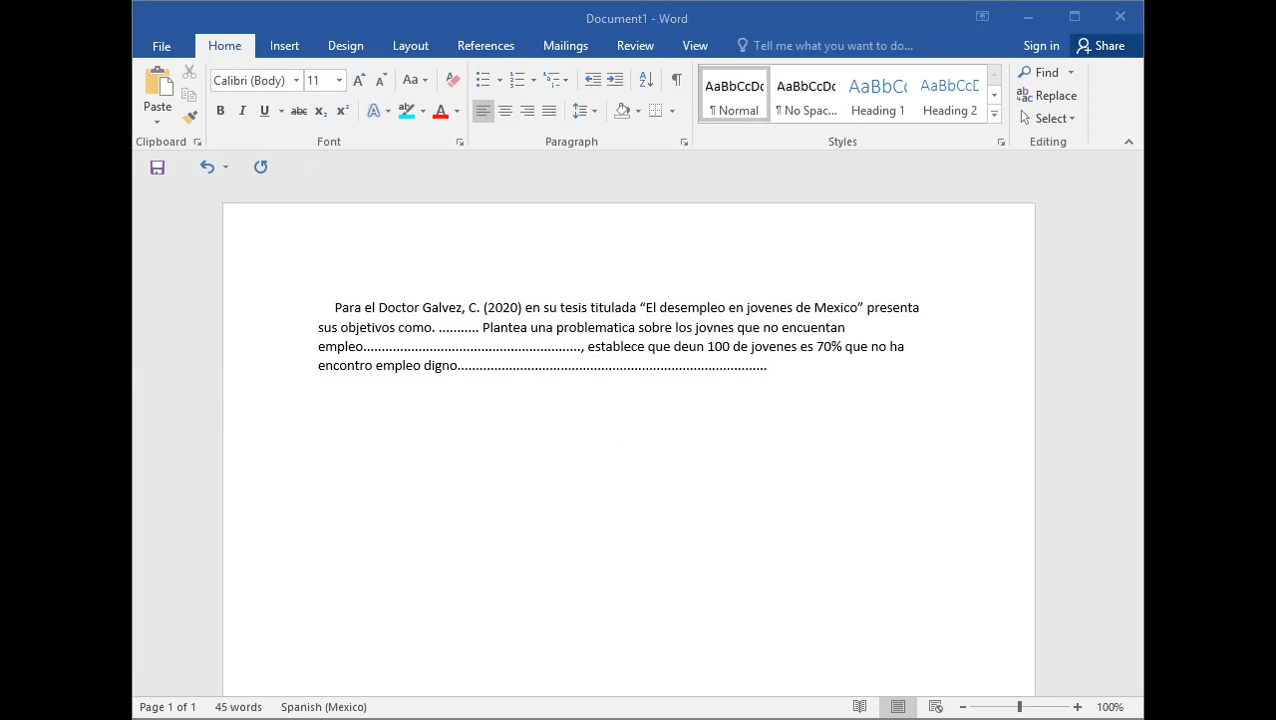 Document1 - Word
File Home Insert Design Layout References Mailings Review View Tell me what you want to do... Sign in Share
Calibri (Body) 11 Aa AaBbCcDc AaBbCcDc AaBbCc AaBbCcD Find
Paste B I U abc x₂ x² A A ¶ Normal ¶ No Spac... Heading 1 Heading 2 Replace
Select
Clipboard Font Paragraph Styles Editing
Para el Doctor Galvez, C. (2020) en su tesis titulada “El desempleo en jovenes de Mexico” presenta
sus objetivos como. ........... Plantea una problematica sobre los jovnes que no encuentan
empleo..........................................................., establece que deun 100 de jovenes es 70% que no ha
encontro empleo digno....................................................................................
Page 1 of 1 45 words Spanish (Mexico) 100%